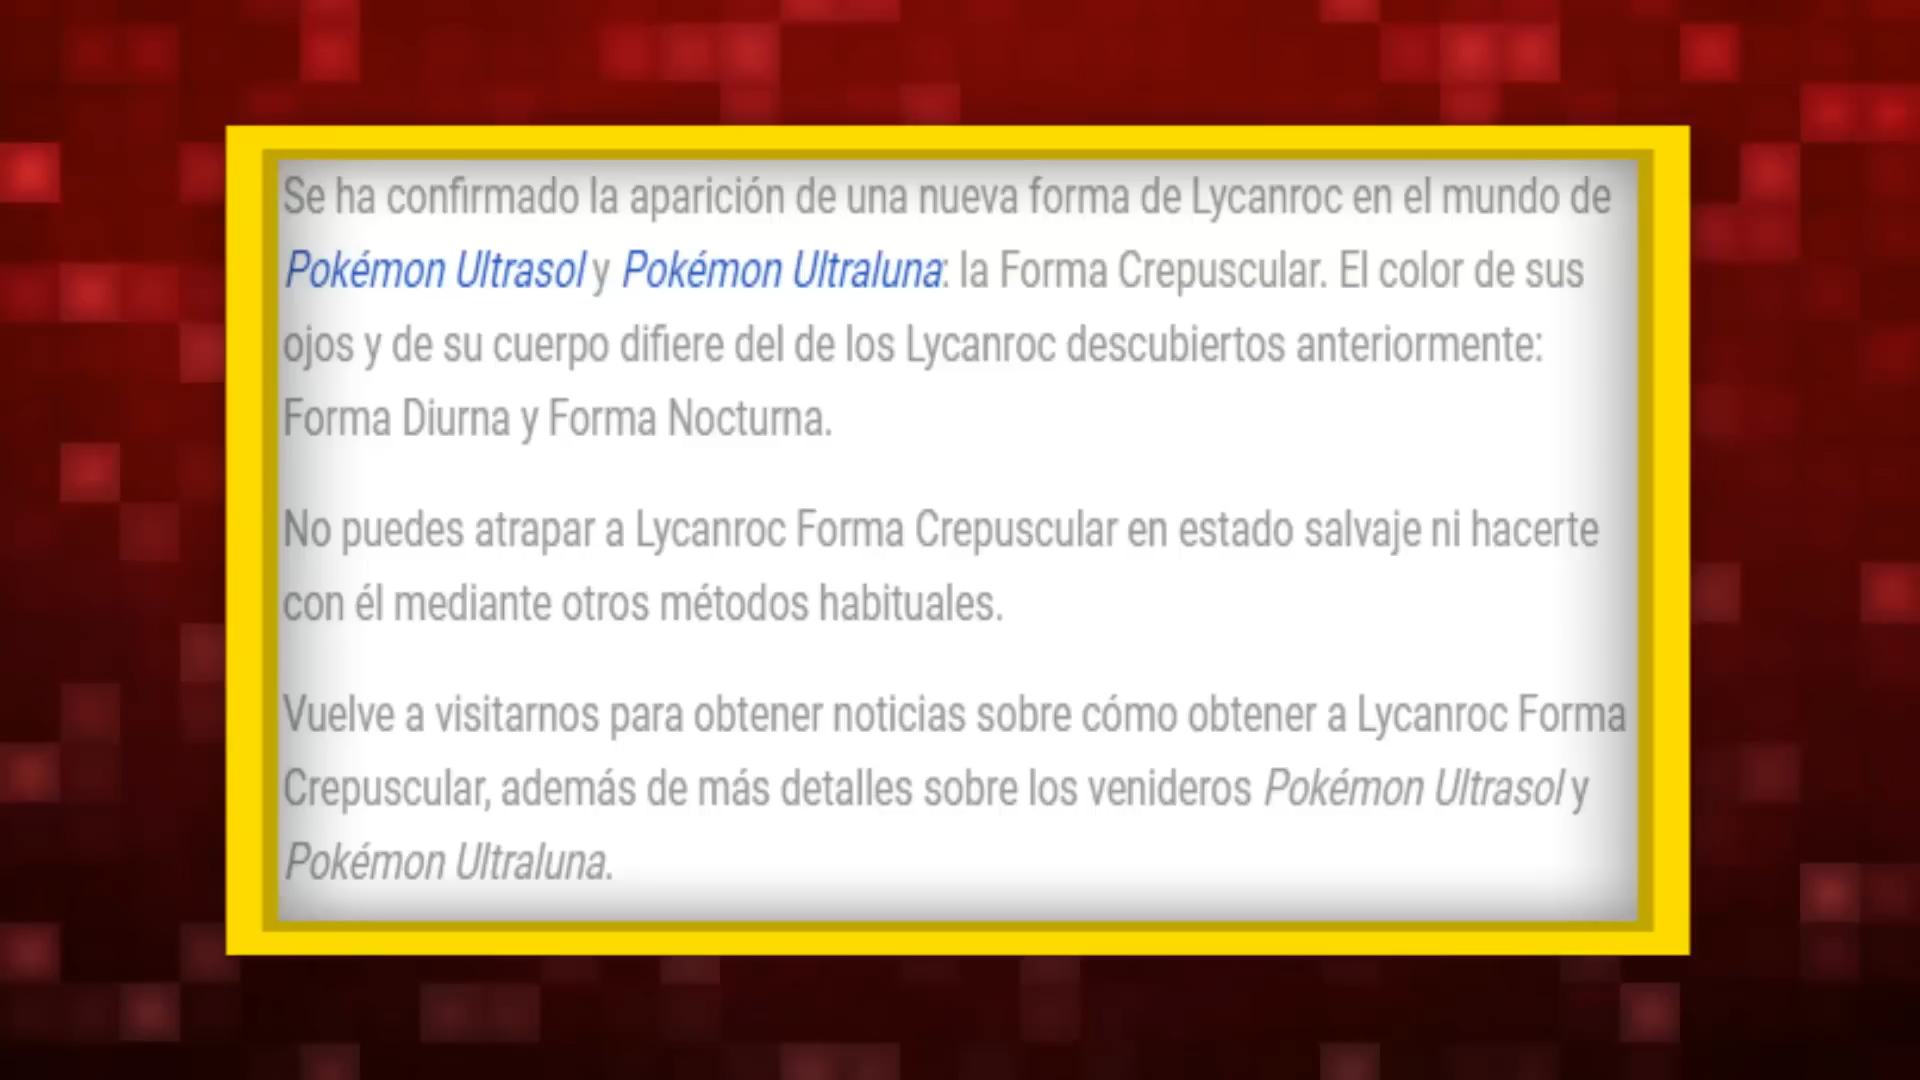 Se ha confirmado la aparición de una nueva forma de Lycanroc en el mundo de
Pokémon Ultrasol y Pokémon Ultraluna: la Forma Crepuscular. El color de sus
ojos y de su cuerpo difiere del de los Lycanroc descubiertos anteriormente:
Forma Diurna y Forma Nocturna.
No puedes atrapar a Lycanroc Forma Crepuscular en estado salvaje ni hacerte
con él mediante otros métodos habituales.
Vuelve a visitarnos para obtener noticias sobre cómo obtener a Lycanroc Forma
Crepuscular, además de más detalles sobre los venideros Pokémon Ultrasol y
Pokémon Ultraluna.